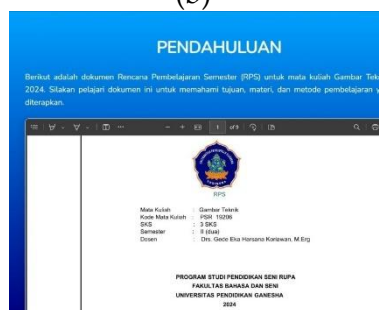 (b)
PENDAHULUAN
Berikut adalah dokumen Rencana Pembelajaran Semester (RPS) untuk mata kuliah Gambar Tekn
2024. Silakan pelajari dokumen ini untuk memahami tujuan, materi, dan metode pembelajaran y
diterapkan.
1
RPS
Mata Kuliah : Gambar Teknik
Kode Mata Kuliah : PSR 19206
SKS : 3 SKS
Semester : II (dua)
Dosen : Drs. Gede Eka Harsana Koriawan, M.Erg
PROGRAM STUDI PENDIDIKAN SENI RUPA
FAKULTAS BAHASA DAN SENI
UNIVERSITAS PENDIDIKAN GANESHA
2024